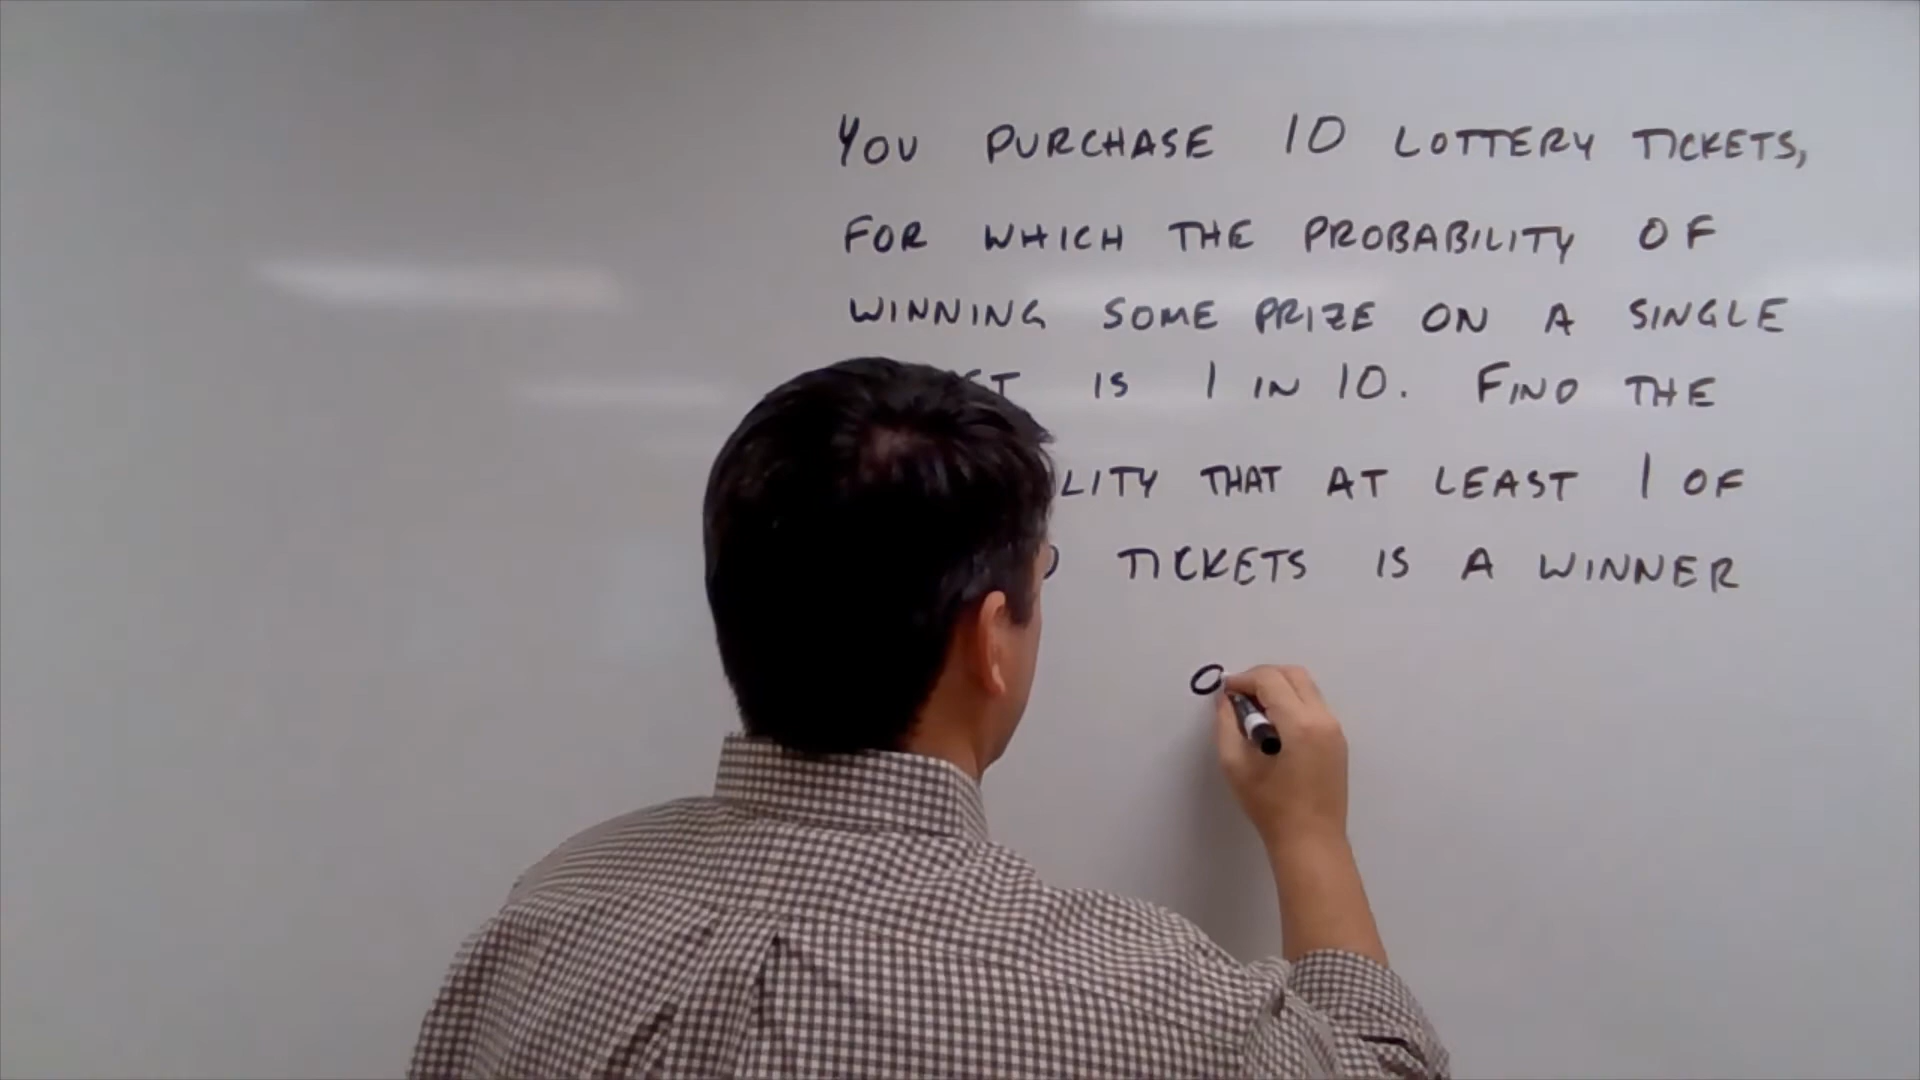 YOU PURCHASE 10 LOTTERY TICKETS,
FOR WHICH THE PROBABILITY OF
WINNING SOME PRIZE ON A SINGLE
IS 1 IN 10. FIND THE
LITY THAT AT LEAST 1 OF
TICKETS IS A WINNER